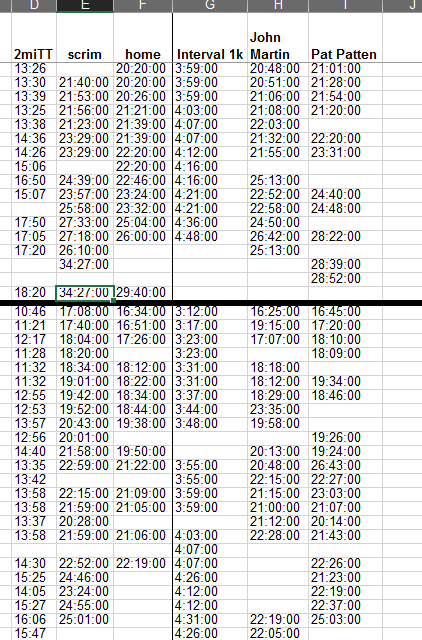 D E F G H I J
John
2miTT scrim home Interval 1k Martin Pat Patten
13:26 20:20:00 3:59:00 20:48:00 21:01:00
13:30 21:40:00 20:20:00 3:59:00 20:51:00 21:28:00
13:39 21:53:00 20:26:00 3:59:00 21:06:00 21:54:00
13:25 21:56:00 21:21:00 4:03:00 21:08:00 21:20:00
13:38 21:23:00 21:39:00 4:07:00 22:03:00
14:36 23:29:00 21:39:00 4:07:00 21:32:00 22:20:00
14:26 23:29:00 22:20:00 4:12:00 21:55:00 23:31:00
15:06 22:20:00 4:16:00
16:50 24:39:00 22:46:00 4:16:00 25:13:00
15:07 23:57:00 23:24:00 4:21:00 22:52:00 24:40:00
25:58:00 23:32:00 4:21:00 22:58:00 24:48:00
17:50 27:33:00 25:04:00 4:36:00 24:50:00
17:05 27:18:00 26:00:00 4:48:00 26:42:00 28:22:00
17:20 26:10:00 25:13:00
34:27:00 28:39:00
28:52:00
18:20 34:27:00 29:40:00
10:46 17:08:00 16:34:00 3:12:00 16:25:00 16:45:00
11:21 17:40:00 16:51:00 3:17:00 19:15:00 17:20:00
12:17 18:04:00 17:26:00 3:23:00 17:07:00 18:10:00
11:28 18:20:00 3:23:00 18:09:00
11:32 18:34:00 18:12:00 3:31:00 18:18:00
11:32 19:01:00 18:22:00 3:31:00 18:12:00 19:34:00
12:55 19:42:00 18:34:00 3:37:00 18:29:00 18:46:00
12:53 19:52:00 18:44:00 3:44:00 23:35:00
13:57 20:43:00 19:38:00 3:48:00 19:58:00
12:56 20:01:00 19:26:00
14:40 21:58:00 19:50:00 20:13:00 19:24:00
13:35 22:59:00 21:22:00 3:55:00 20:48:00 26:43:00
13:42 3:55:00 22:15:00 22:27:00
13:58 22:15:00 21:09:00 3:59:00 21:15:00 23:03:00
13:58 21:59:00 21:05:00 3:59:00 21:00:00 21:07:00
13:37 20:28:00 21:12:00 20:14:00
13:58 21:59:00 21:06:00 4:03:00 22:28:00 21:43:00
4:07:00
14:30 22:52:00 22:19:00 4:07:00 22:26:00
15:25 24:46:00 4:26:00 21:23:00
14:05 23:24:00 4:12:00 22:19:00
15:27 24:55:00 4:12:00 22:37:00
16:06 25:01:00 4:31:00 22:19:00 25:03:00
15:47 4:26:00 22:05:00